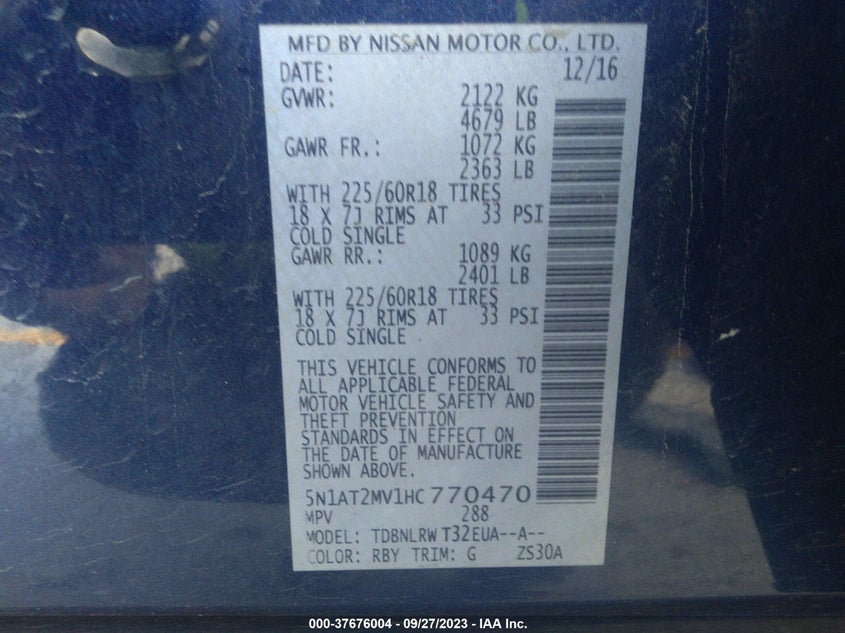 MFD BY NISSAN MOTOR CO., LTD.
DATE: 12/16
GVWR: 2122 KG
4679 LB
GAWR FR.: 1072 KG
2363 LB
WITH 225/60R18 TIRES
18 X 7J RIMS AT 33 PSI
COLD SINGLE
GAWR RR.: 1089 KG
2401 LB
WITH 225/60R18 TIRES
18 X 7J RIMS AT 33 PSI
COLD SINGLE
THIS VEHICLE CONFORMS TO
ALL APPLICABLE FEDERAL
MOTOR VEHICLE SAFETY AND
THEFT PREVENTION
STANDARDS IN EFFECT ON
THE DATE OF MANUFACTURE
SHOWN ABOVE.
5N1AT2MV1HC770470
MPV 288
MODEL: TDBNLRW T32EUA--A--
COLOR: RBY TRIM: G ZS30A
000-37676004 - 09/27/2023 - IAA Inc.